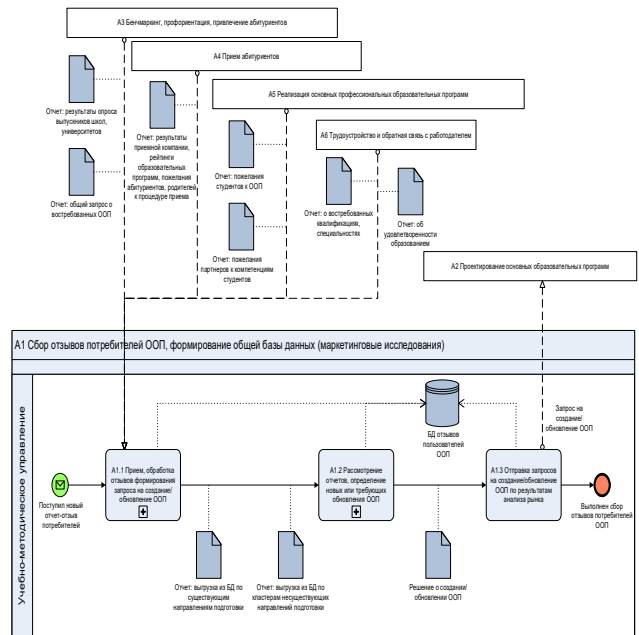 А3 Бенчмаркинг, профориентация, привлечение абитуриентов
А4 Прием абитуриентов
А5 Реализация основных профессиональных образовательных программ
А6 Трудоустройство и обратная связь с работодателем
Отчет: результаты опроса
выпускников школ,
университетов
Отчет: общий запрос о
востребованных ООП
Отчет: результаты
приемной компании,
рейтинги
образовательных
программ, пожелания
абитуриентов, родителей
к процедуре приема
Отчет: пожелания
студентов к ООП
Отчет: пожелания
партнеров к компетенциям
студентов
Отчет: о востребованных
квалификациях,
специальностях
Отчет: об
удовлетворенности
образованием
А2 Проектирование основных образовательных программ
А1 Сбор отзывов потребителей ООП, формирование общей базы данных (маркетинговые исследования)
Учебно-методическое управление
БД отзывов
пользователей
ООП
Запрос на
создание/
обновление ООП
Поступил новый
отчет-отзыв
потребителей
А1.1 Прием, обработка
отзывов формирования
запроса на создание/
обновление ООП
А1.2 Рассмотрение
отчетов, определение
новых или требующих
обновления ООП
А1.3 Отправка запросов
на создание/обновление
ООП по результатам
анализа рынка
Выполнен сбор
отзывов потребителей
ООП
Отчет: выгрузка из БД по
существующим
направлениям подготовки
Отчет: выгрузка из БД по
кластерам несуществующих
направлений подготовки
Решение о создании/
обновлении ООП